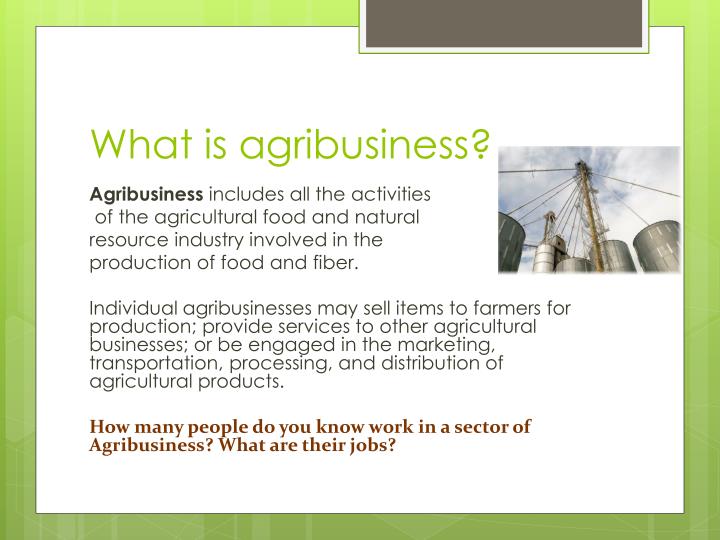 What is agribusiness?
Agribusiness includes all the activities
of the agricultural food and natural
resource industry involved in the
production of food and fiber.
Individual agribusinesses may sell items to farmers for
production; provide services to other agricultural
businesses; or be engaged in the marketing,
transportation, processing, and distribution of
agricultural products.
How many people do you know work in a sector of
Agribusiness? What are their jobs?